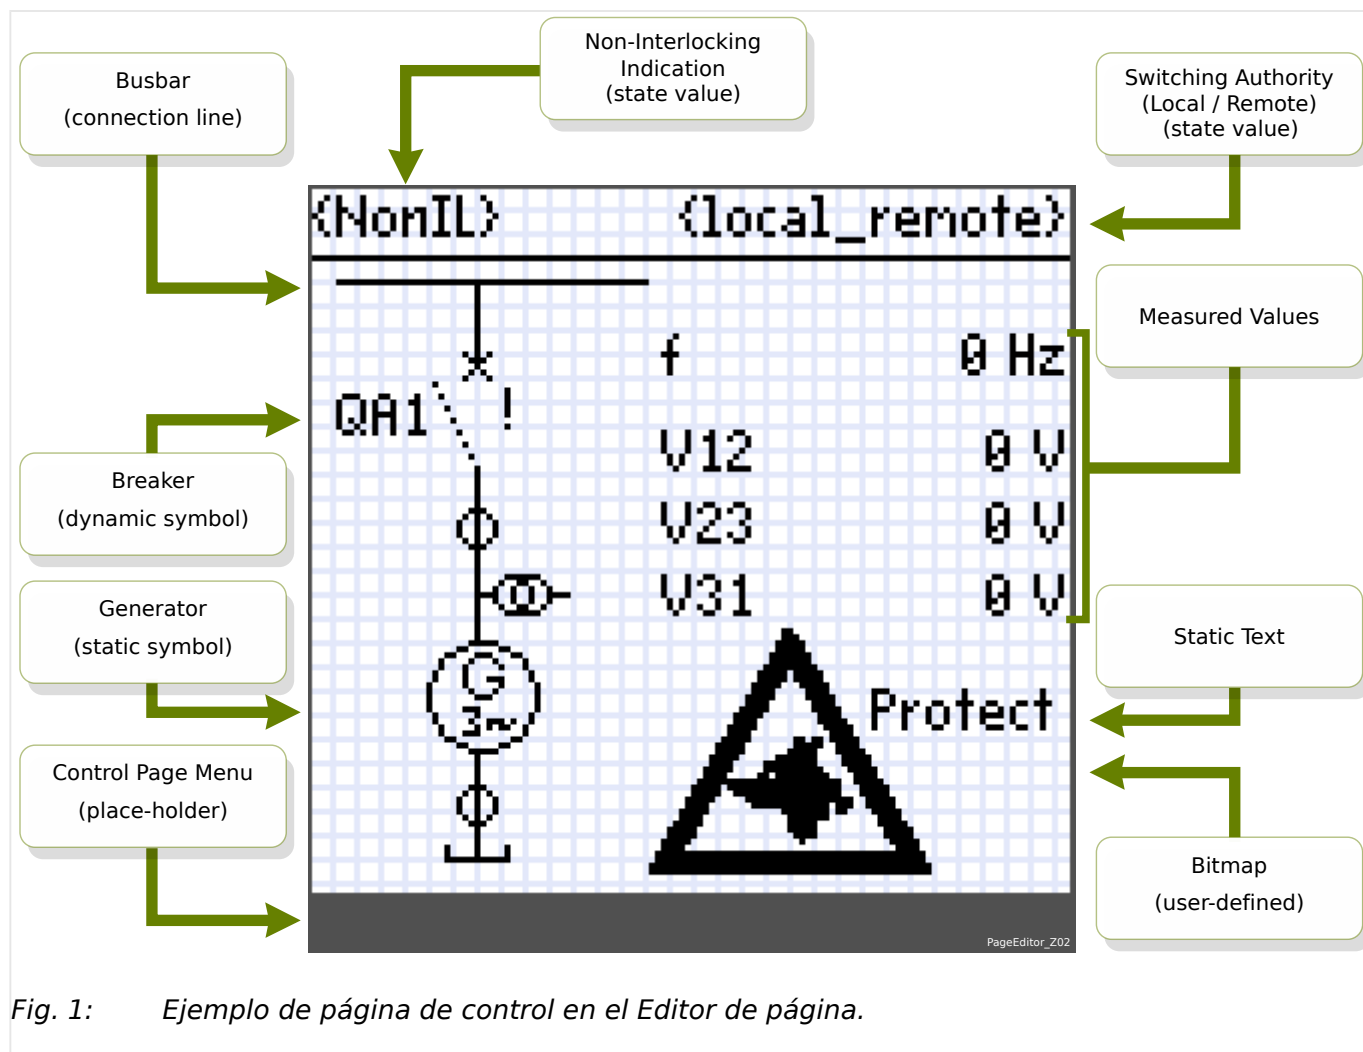 Non-Interlocking
Indication
(state value)
Busbar
(connection line)
Switching Authority
(Local / Remote)
(state value)
{NonIL}
{local_remote}
Measured Values
f 0 Hz
QA1 !
V12 0 V
Breaker
(dynamic symbol)
V23 0 V
V31 0 V
Generator
(static symbol)
Static Text
G
3~
Protect
Control Page Menu
(place-holder)
Bitmap
(user-defined)
PageEditor_Z02
Fig. 1: Ejemplo de página de control en el Editor de página.